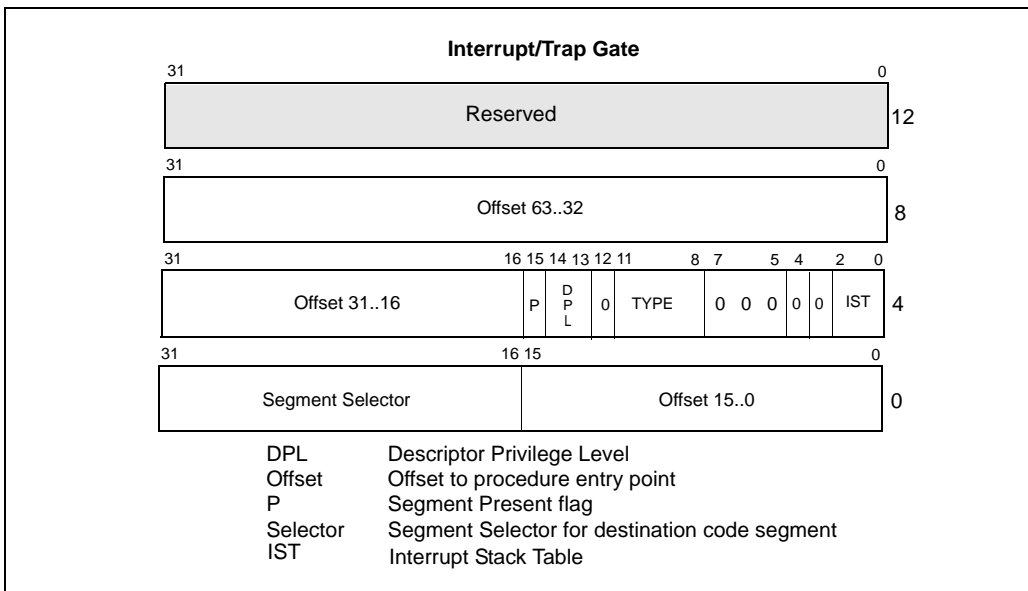 Interrupt/Trap Gate
31 0
Reserved 12
31 0
Offset 63..32 8
31 16 15 14 13 12 11 8 7 5 4 2 0
Offset 31..16 P DPL 0 TYPE 0 0 0 0 0 IST 4
31 16 15 0
Segment Selector Offset 15..0 0
DPL Descriptor Privilege Level
Offset Offset to procedure entry point
P Segment Present flag
Selector Segment Selector for destination code segment
IST Interrupt Stack Table